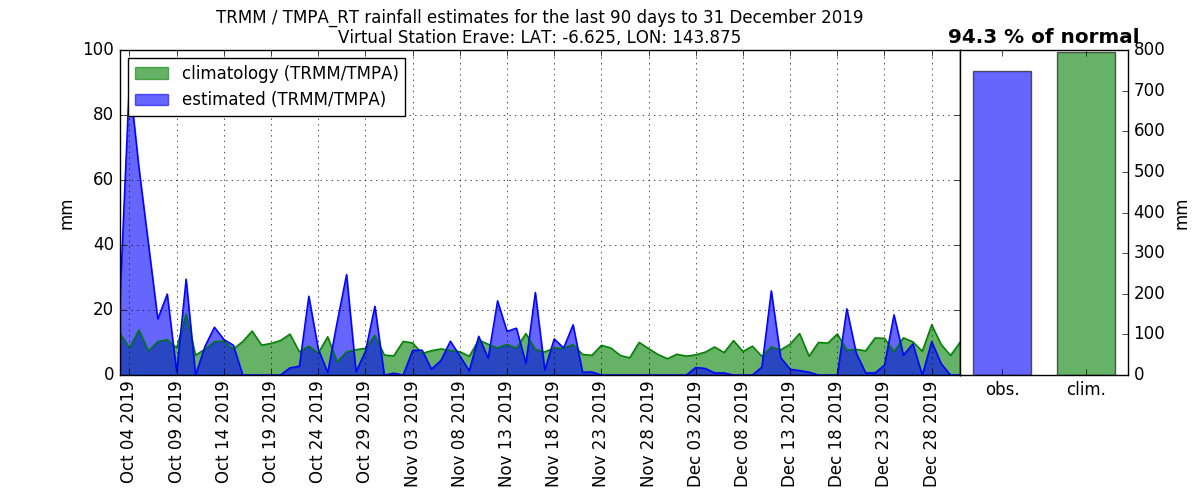 TRMM / TMPA_RT rainfall estimates for the last 90 days to 31 December 2019
Virtual Station Erave: LAT: -6.625, LON: 143.875
94.3 % of normal
climatology (TRMM/TMPA)
estimated (TRMM/TMPA)
100
80
60
40
20
0
mm
Oct 04 2019
Oct 09 2019
Oct 14 2019
Oct 19 2019
Oct 24 2019
Oct 29 2019
Nov 03 2019
Nov 08 2019
Nov 13 2019
Nov 18 2019
Nov 23 2019
Nov 28 2019
Dec 03 2019
Dec 08 2019
Dec 13 2019
Dec 18 2019
Dec 23 2019
Dec 28 2019
obs.
clim.
800
700
600
500
400
300
200
100
0
mm